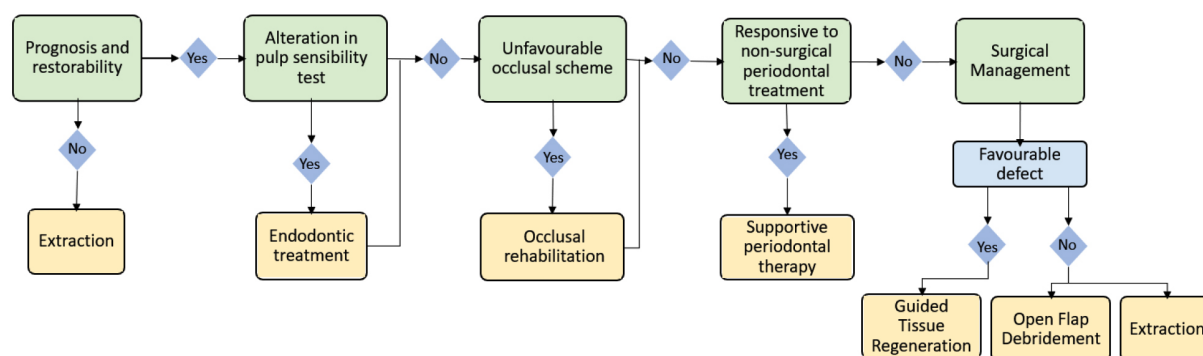 Prognosis and
restorability
Yes
Alteration in
pulp sensibility
test
No
Unfavourable
occlusal scheme
No
Responsive to
non-surgical
periodontal
treatment
No
Surgical
Management
No
Extraction
Yes
Endodontic
treatment
Yes
Occlusal
rehabilitation
Yes
Supportive
periodontal
therapy
Favourable
defect
Yes
No
Guided
Tissue
Regeneration
Open Flap
Debridement
Extraction